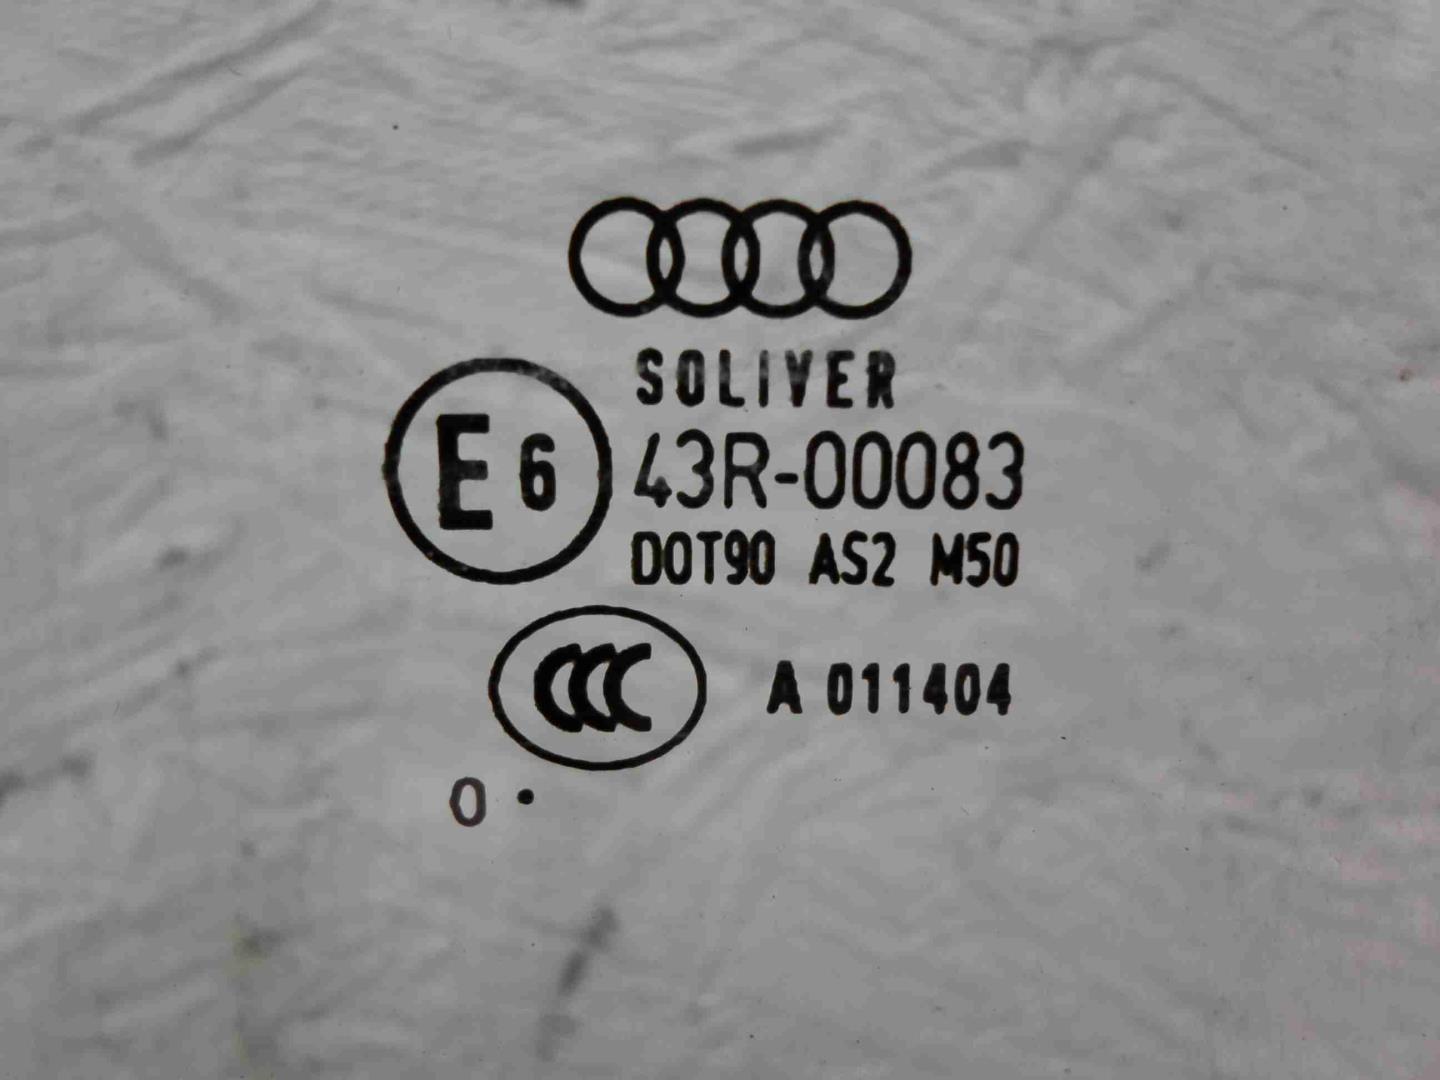 SOLIVER
E6 43R-00083
DOT90 AS2 M50
CCC A 011404
0 •